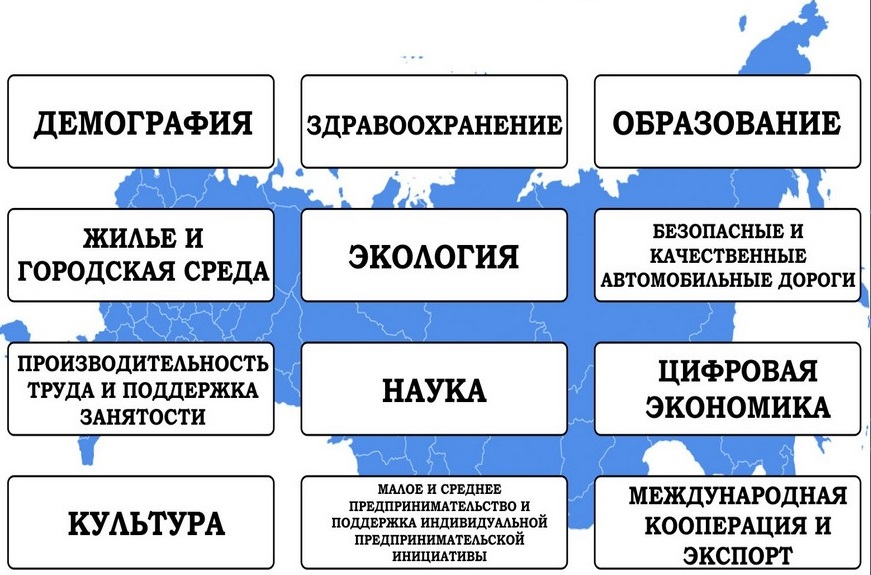 ДЕМОГРАФИЯ
ЗДРАВООХРАНЕНИЕ
ОБРАЗОВАНИЕ
ЖИЛЬЕ И
ГОРОДСКАЯ СРЕДА
ЭКОЛОГИЯ
БЕЗОПАСНЫЕ И
КАЧЕСТВЕННЫЕ
АВТОМОБИЛЬНЫЕ ДОРОГИ
ПРОИЗВОДИТЕЛЬНОСТЬ
ТРУДА И ПОДДЕРЖКА
ЗАНЯТОСТИ
НАУКА
ЦИФРОВАЯ
ЭКОНОМИКА
КУЛЬТУРА
МАЛОЕ И СРЕДНЕЕ
ПРЕДПРИНИМАТЕЛЬСТВО И
ПОДДЕРЖКА ИНДИВИДУАЛЬНОЙ
ПРЕДПРИНИМАТЕЛЬСКОЙ
ИНИЦИАТИВЫ
МЕЖДУНАРОДНАЯ
КООПЕРАЦИЯ И
ЭКСПОРТ